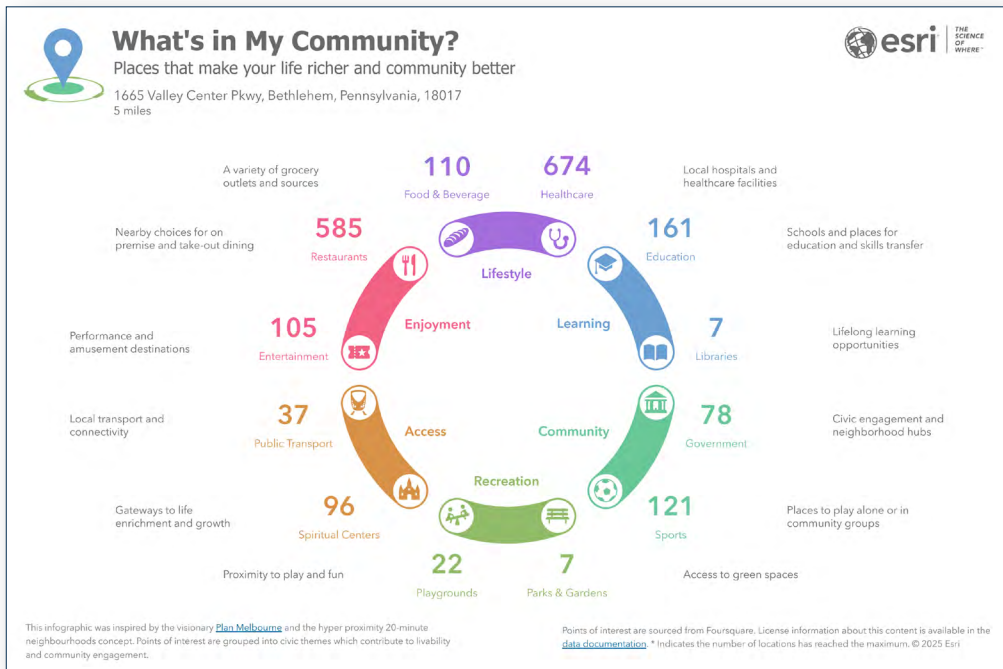 What's in My Community?
Places that make your life richer and community better
1665 Valley Center Pkwy, Bethlehem, Pennsylvania, 18017
5 miles
esri
THE
SCIENCE
OF
WHERE™
A variety of grocery
outlets and sources
110
Food & Beverage
674
Healthcare
Local hospitals and
healthcare facilities
Lifestyle
Nearby choices for on
premise and take-out dining
585
Restaurants
161
Education
Schools and places for
education and skills transfer
Enjoyment
Learning
Performance and
amusement destinations
105
Entertainment
7
Libraries
Lifelong learning
opportunities
Local transport and
connectivity
37
Public Transport
Access
Community
78
Government
Civic engagement and
neighborhood hubs
Recreation
Gateways to life
enrichment and growth
96
Spiritual Centers
121
Sports
Places to play alone or in
community groups
Proximity to play and fun
22
Playgrounds
7
Parks & Gardens
Access to green spaces
This infographic was inspired by the visionary Plan Melbourne and the hyper proximity 20-minute
neighbourhoods concept. Points of interest are grouped into civic themes which contribute to livability
and community engagement.
Points of interest are sourced from Foursquare. License information about this content is available in the
data documentation. * Indicates the number of locations has reached the maximum. © 2025 Esri